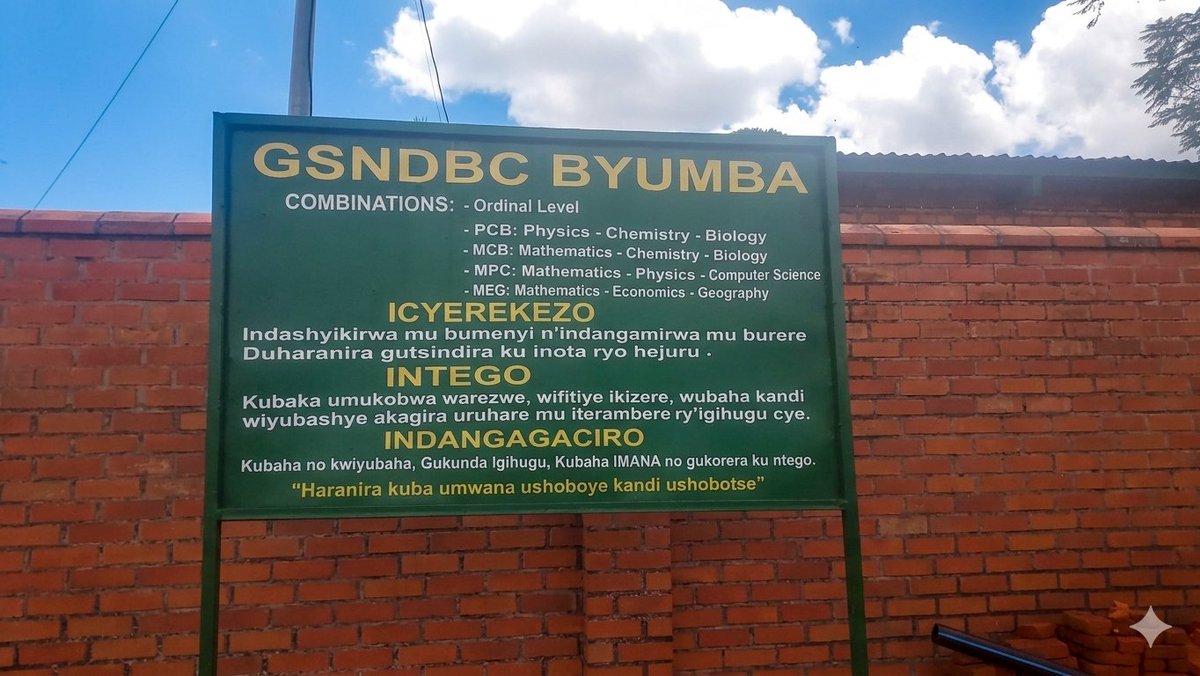 GSNDBC BYUMBA
COMBINATIONS: - Ordinal Level
- PCB: Physics - Chemistry - Biology
- MCB: Mathematics - Chemistry - Biology
- MPC: Mathematics - Physics - Computer Science
- MEG: Mathematics - Economics - Geography
ICYEREKEZO
Indashyikirwa mu bumenyi n'indangamirwa mu burere
Duharanira gutsindira ku inota ryo hejuru .
INTEGO
Kubaka umukobwa warezwe, wifitiye ikizere, wubaha kandi
wiyubashye akagira uruhare mu iterambere ry'igihugu cye.
INDANGAGACIRO
Kubaha no kwiyubaha, Gukunda Igihugu, Kubaha IMANA no gukorera ku ntego.
"Haranira kuba umwana ushoboye kandi ushobotse"